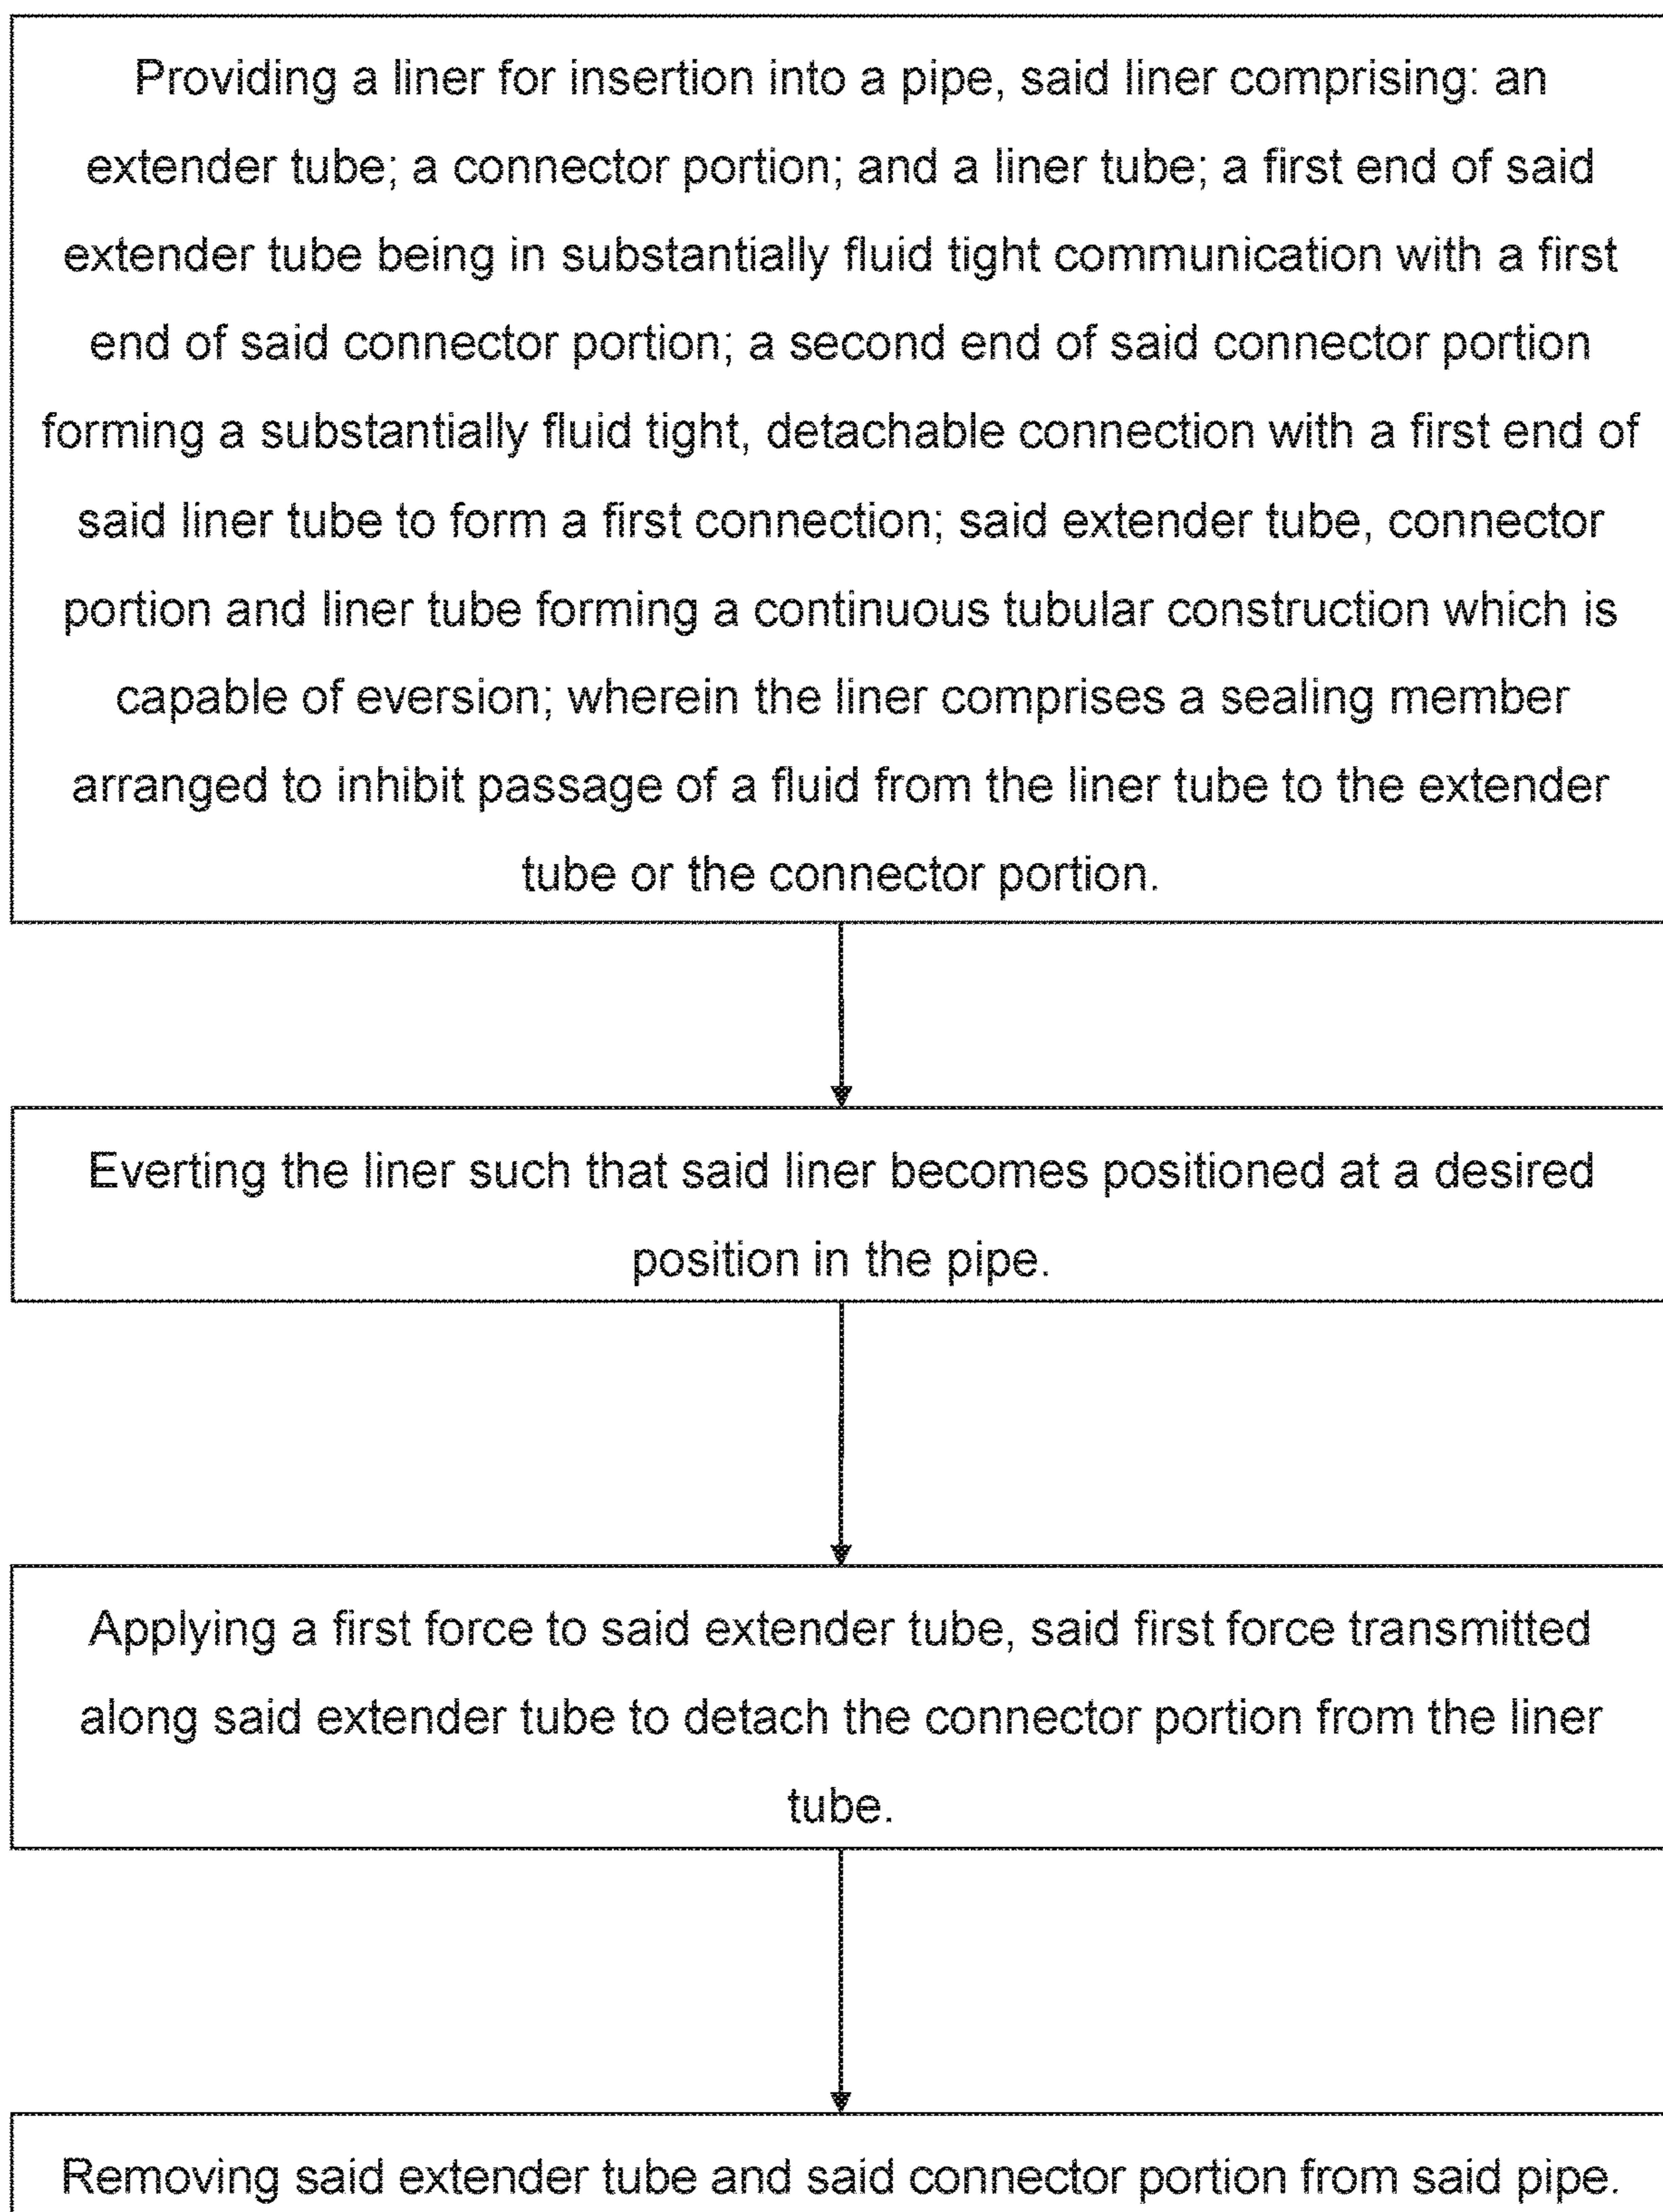 Providing a liner for insertion into a pipe, said liner comprising: an
extender tube; a connector portion; and a liner tube; a first end of said
extender tube being in substantially fluid tight communication with a first
end of said connector portion; a second end of said connector portion
forming a substantially fluid tight, detachable connection with a first end of
said liner tube to form a first connection; said extender tube, connector
portion and liner tube forming a continuous tubular construction which is
capable of eversion; wherein the liner comprises a sealing member
arranged to inhibit passage of a fluid from the liner tube to the extender
tube or the connector portion.
Everting the liner such that said liner becomes positioned at a desired
position in the pipe.
Applying a first force to said extender tube, said first force transmitted
along said extender tube to detach the connector portion from the liner
tube.
Removing said extender tube and said connector portion from said pipe.